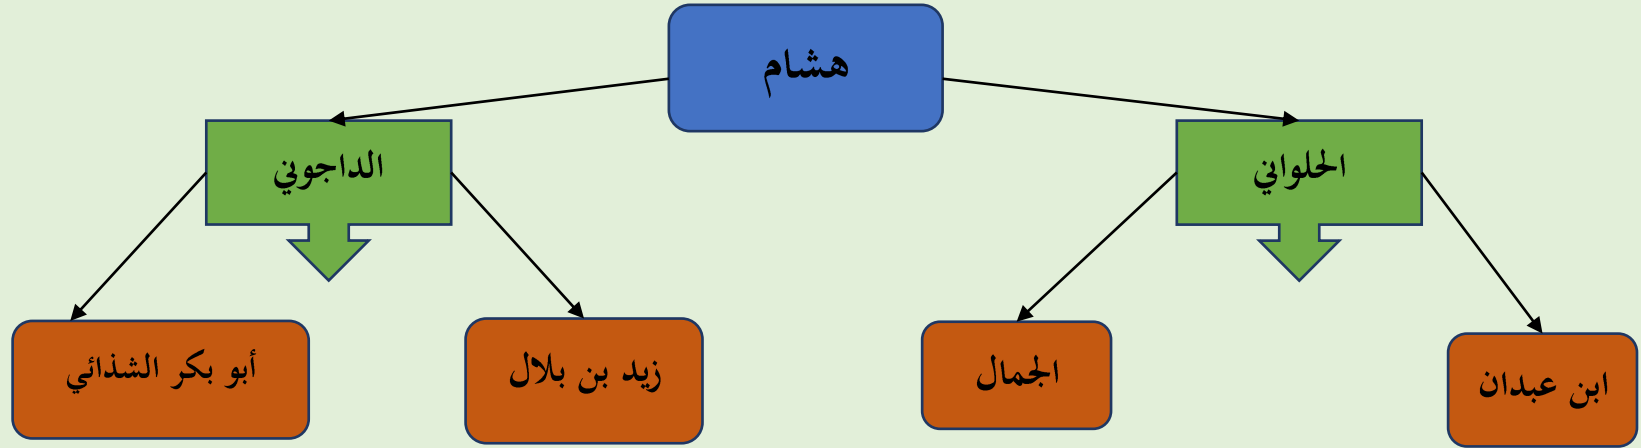 هشام
الحلواني
الداجوني
ابن عبدان
الجمال
زيد بن بلال
أبو بكر الشذائي